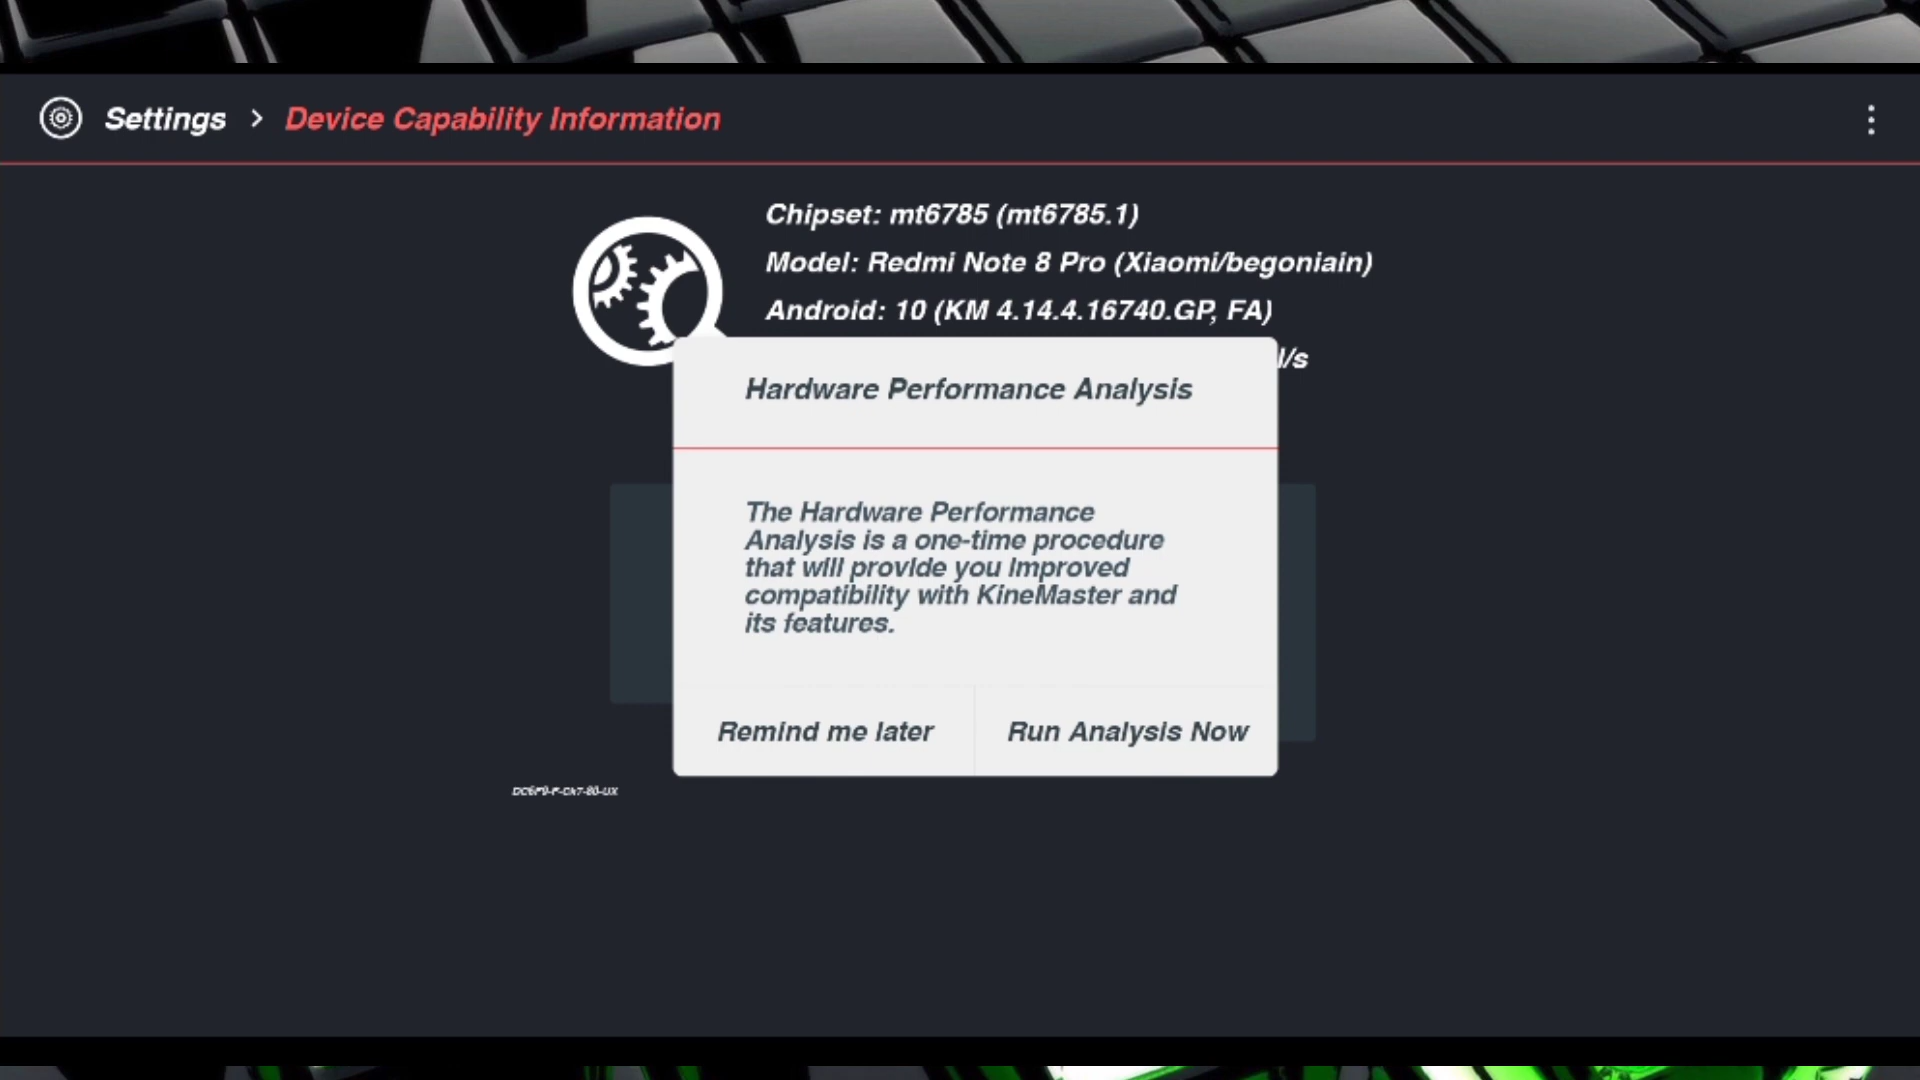 Settings > Device Capability Information
Chipset: mt6785 (mt6785.1)
Model: Redmi Note 8 Pro (Xiaomi/begoniain)
Android: 10 (KM 4.14.4.16740.GP, FA)
l/s
Hardware Performance Analysis
The Hardware Performance
Analysis is a one-time procedure
that will provide you improved
compatibility with KineMaster and
its features.
Remind me later
Run Analysis Now